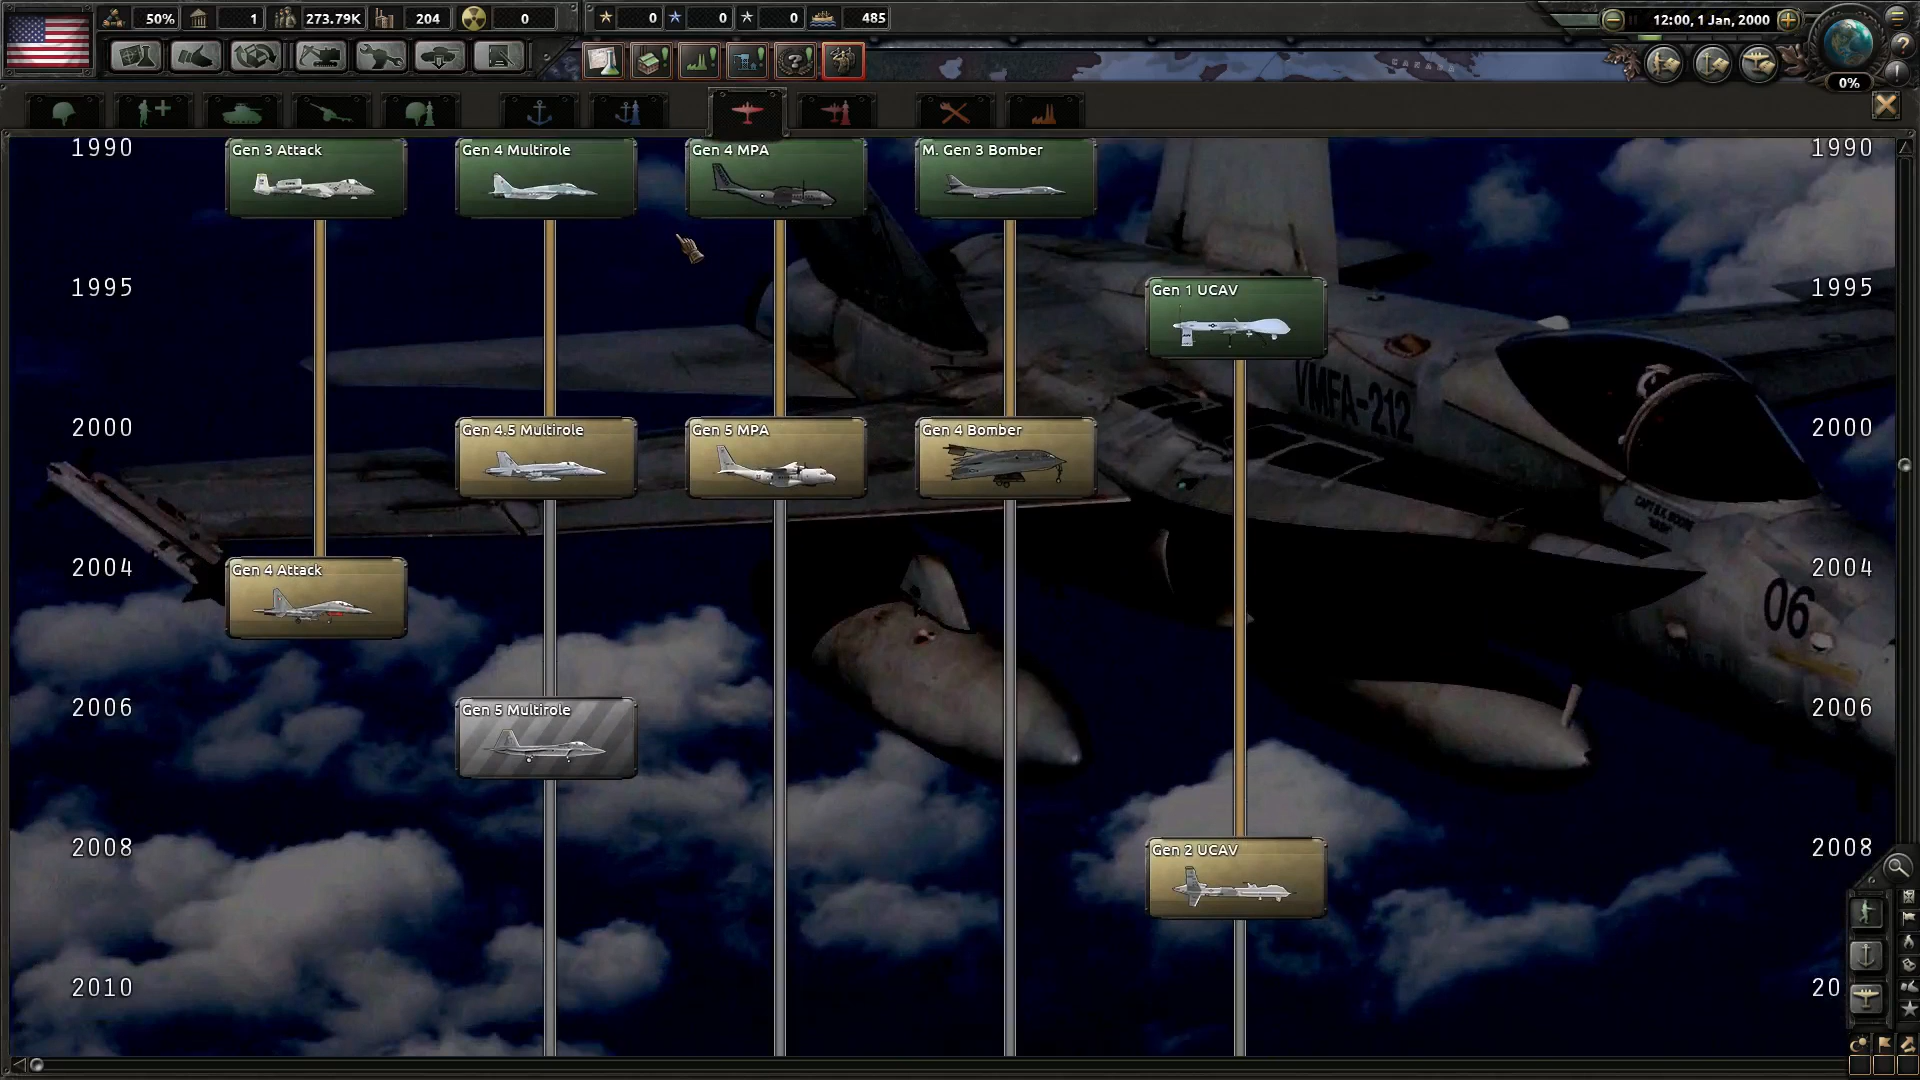 50%
1
273.79K
204
0
0
0
0
485
12:00, 1 Jan, 2000
0%
CANADA
1990
Gen 3 Attack
Gen 4 Multirole
Gen 4 MPA
M. Gen 3 Bomber
1990
1995
Gen 1 UCAV
1995
VMFA-212
2000
Gen 4.5 Multirole
Gen 5 MPA
Gen 4 Bomber
2000
2004
Gen 4 Attack
2004
06
2006
Gen 5 Multirole
2006
2008
Gen 2 UCAV
2008
2010
20